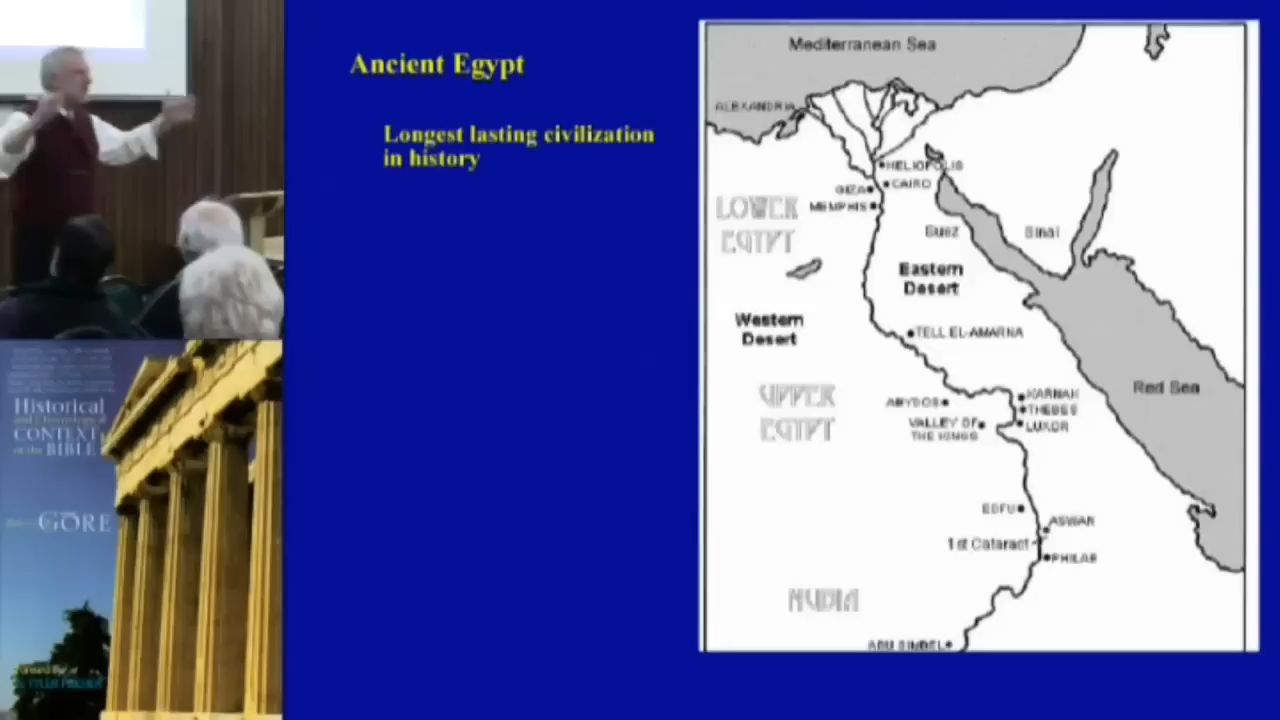 Ancient Egypt
Longest lasting civilization
in history
Historical
CONTEXT
of the BIBLE
GORE
Mediterranean Sea
ALEXANDRIA
HELIOPOLIS
GIZA
CAIRO
MEMPHIS
LOWER
EGYPT
Suez
Sinai
Eastern
Desert
Western
Desert
TELL EL-AMARNA
Red Sea
UPPER
EGYPT
ABYDOS
KARNAK
THEBES
VALLEY OF
THE KINGS
LUXOR
EDFU
ASWAN
1st Cataract
PHILAE
NUBIA
ABU SIMBEL